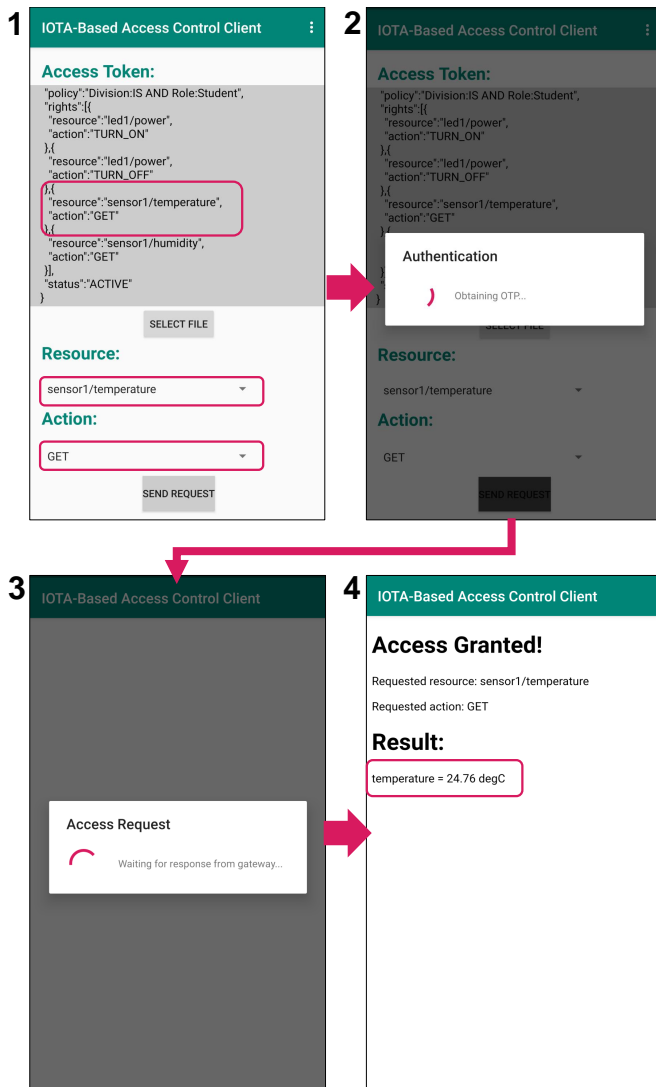 1
IOTA-Based Access Control Client
Access Token:
"policy":"Division:IS AND Role:Student",
"rights":[{
"resource":"led1/power",
"action":"TURN_ON"
},{
"resource":"led1/power",
"action":"TURN_OFF"
},{
"resource":"sensor1/temperature",
"action":"GET"
},{
"resource":"sensor1/humidity",
"action":"GET"
}],
"status":"ACTIVE"
}
SELECT FILE
Resource:
sensor1/temperature
Action:
GET
SEND REQUEST
2
IOTA-Based Access Control Client
Access Token:
"policy":"Division:IS AND Role:Student",
"rights":[{
"resource":"led1/power",
"action":"TURN_ON"
},{
"resource":"led1/power",
"action":"TURN_OFF"
},{
"resource":"sensor1/temperature",
"action":"GET"
},{
Authentication
Obtaining OTP...
}
SELECT FILE
Resource:
sensor1/temperature
Action:
GET
SEND REQUEST
3
IOTA-Based Access Control Client
Access Request
Waiting for response from gateway...
4
IOTA-Based Access Control Client
Access Granted!
Requested resource: sensor1/temperature
Requested action: GET
Result:
temperature = 24.76 degC